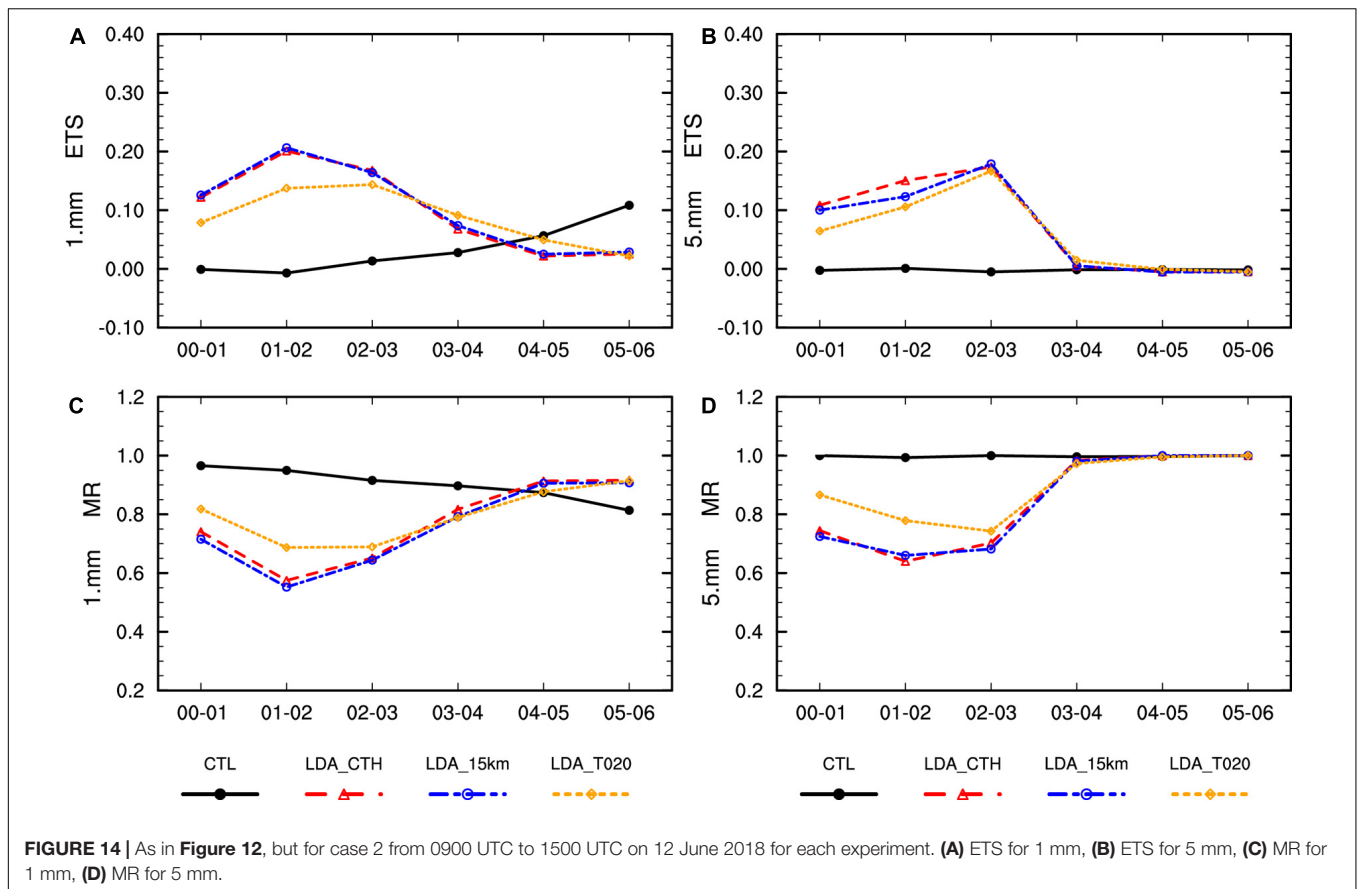 A
0.40
0.30
0.20
0.10
0.00
-0.10
ETS
1.mm
00-01 01-02 02-03 03-04 04-05 05-06
B
0.40
0.30
0.20
0.10
0.00
-0.10
ETS
5.mm
00-01 01-02 02-03 03-04 04-05 05-06
C
1.2
1.0
0.8
0.6
0.4
0.2
MR
1.mm
00-01 01-02 02-03 03-04 04-05 05-06
D
1.2
1.0
0.8
0.6
0.4
0.2
MR
5.mm
00-01 01-02 02-03 03-04 04-05 05-06
CTL LDA_CTH LDA_15km LDA_T020
FIGURE 14 | As in Figure 12, but for case 2 from 0900 UTC to 1500 UTC on 12 June 2018 for each experiment. (A) ETS for 1 mm, (B) ETS for 5 mm, (C) MR for
1 mm, (D) MR for 5 mm.